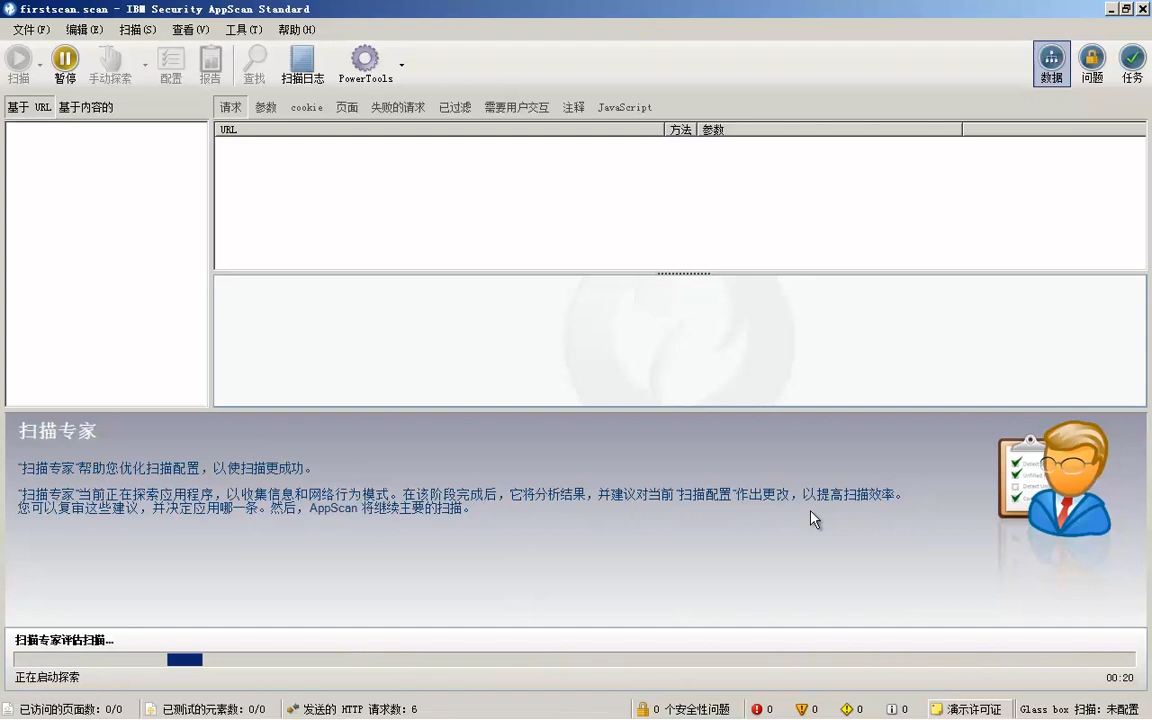 firstscan.scan - IBM Security AppScan Standard
文件(F) 编辑(E) 扫描(S) 查看(V) 工具(T) 帮助(H)
扫描 暂停 手动探索 配置 报告 查找 扫描日志 PowerTools 数据 问题 任务
基于 URL 基于内容的 请求 参数 cookie 页面 失败的请求 已过滤 需要用户交互 注释 JavaScript
URL 方法 参数
扫描专家
“扫描专家”帮助您优化扫描配置，以使扫描更成功。
“扫描专家”当前正在探索应用程序，以收集信息和网络行为模式。在该阶段完成后，它将分析结果，并建议对当前“扫描配置”作出更改，以提高扫描效率。
您可以复审这些建议，并决定应用哪一条。然后，AppScan 将继续主要的扫描。
扫描专家评估扫描...
正在启动探索 00:20
已访问的页面数: 0/0 已测试的元素数: 0/0 发送的 HTTP 请求数: 6 0 个安全性问题 0 0 0 0 演示许可证 Glass box 扫描: 未配置